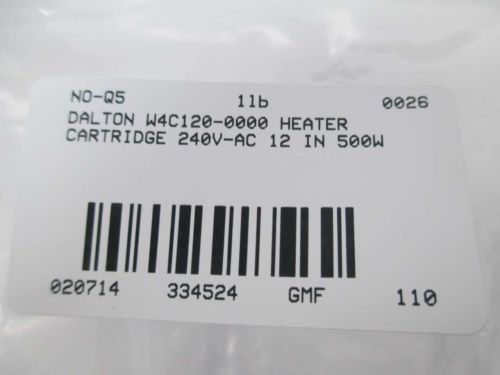 NO-Q5 1lb 0026
DALTON W4C120-0000 HEATER
CARTRIDGE 240V-AC 12 IN 500W
020714 334524 GMF 110